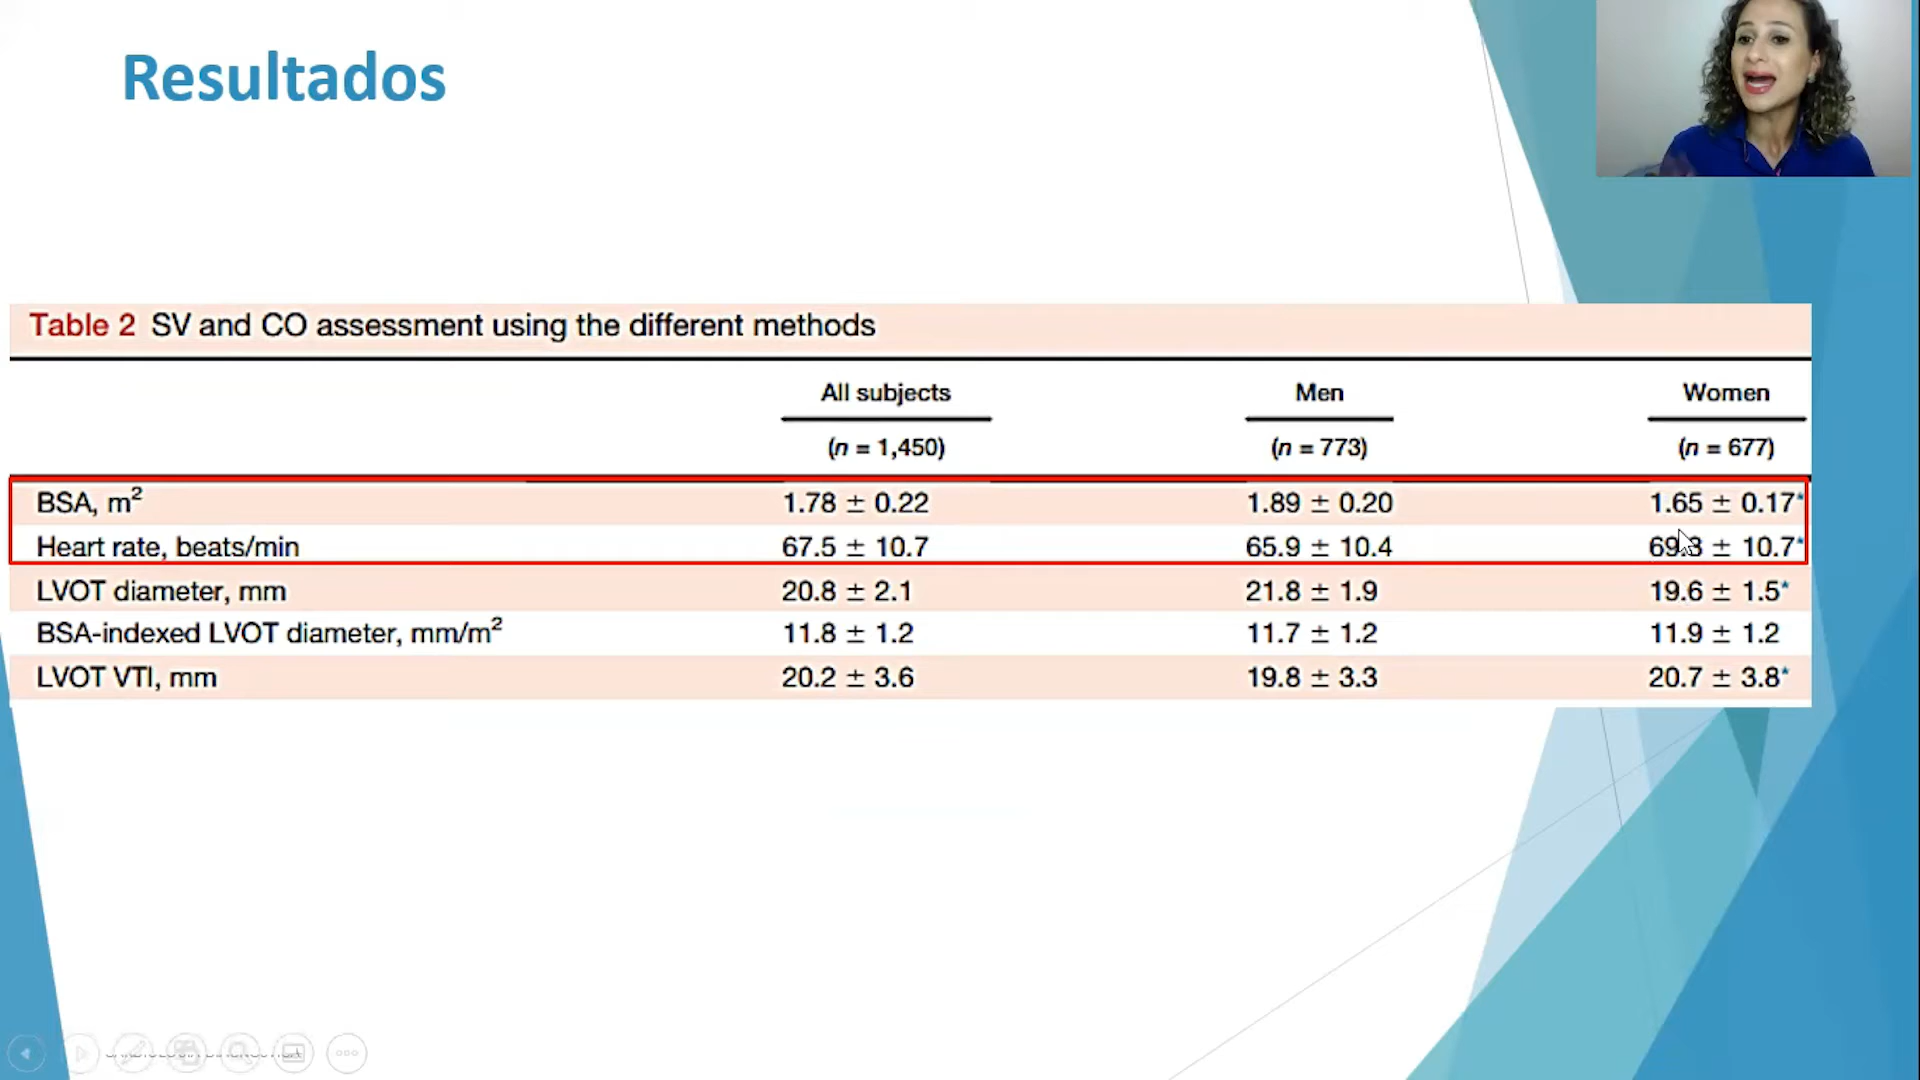 Resultados
Table 2 SV and CO assessment using the different methods
All subjects Men Women
(n = 1,450) (n = 773) (n = 677)
BSA, m² 1.78 ± 0.22 1.89 ± 0.20 1.65 ± 0.17*
Heart rate, beats/min 67.5 ± 10.7 65.9 ± 10.4 69.3 ± 10.7*
LVOT diameter, mm 20.8 ± 2.1 21.8 ± 1.9 19.6 ± 1.5*
BSA-indexed LVOT diameter, mm/m² 11.8 ± 1.2 11.7 ± 1.2 11.9 ± 1.2
LVOT VTI, mm 20.2 ± 3.6 19.8 ± 3.3 20.7 ± 3.8*